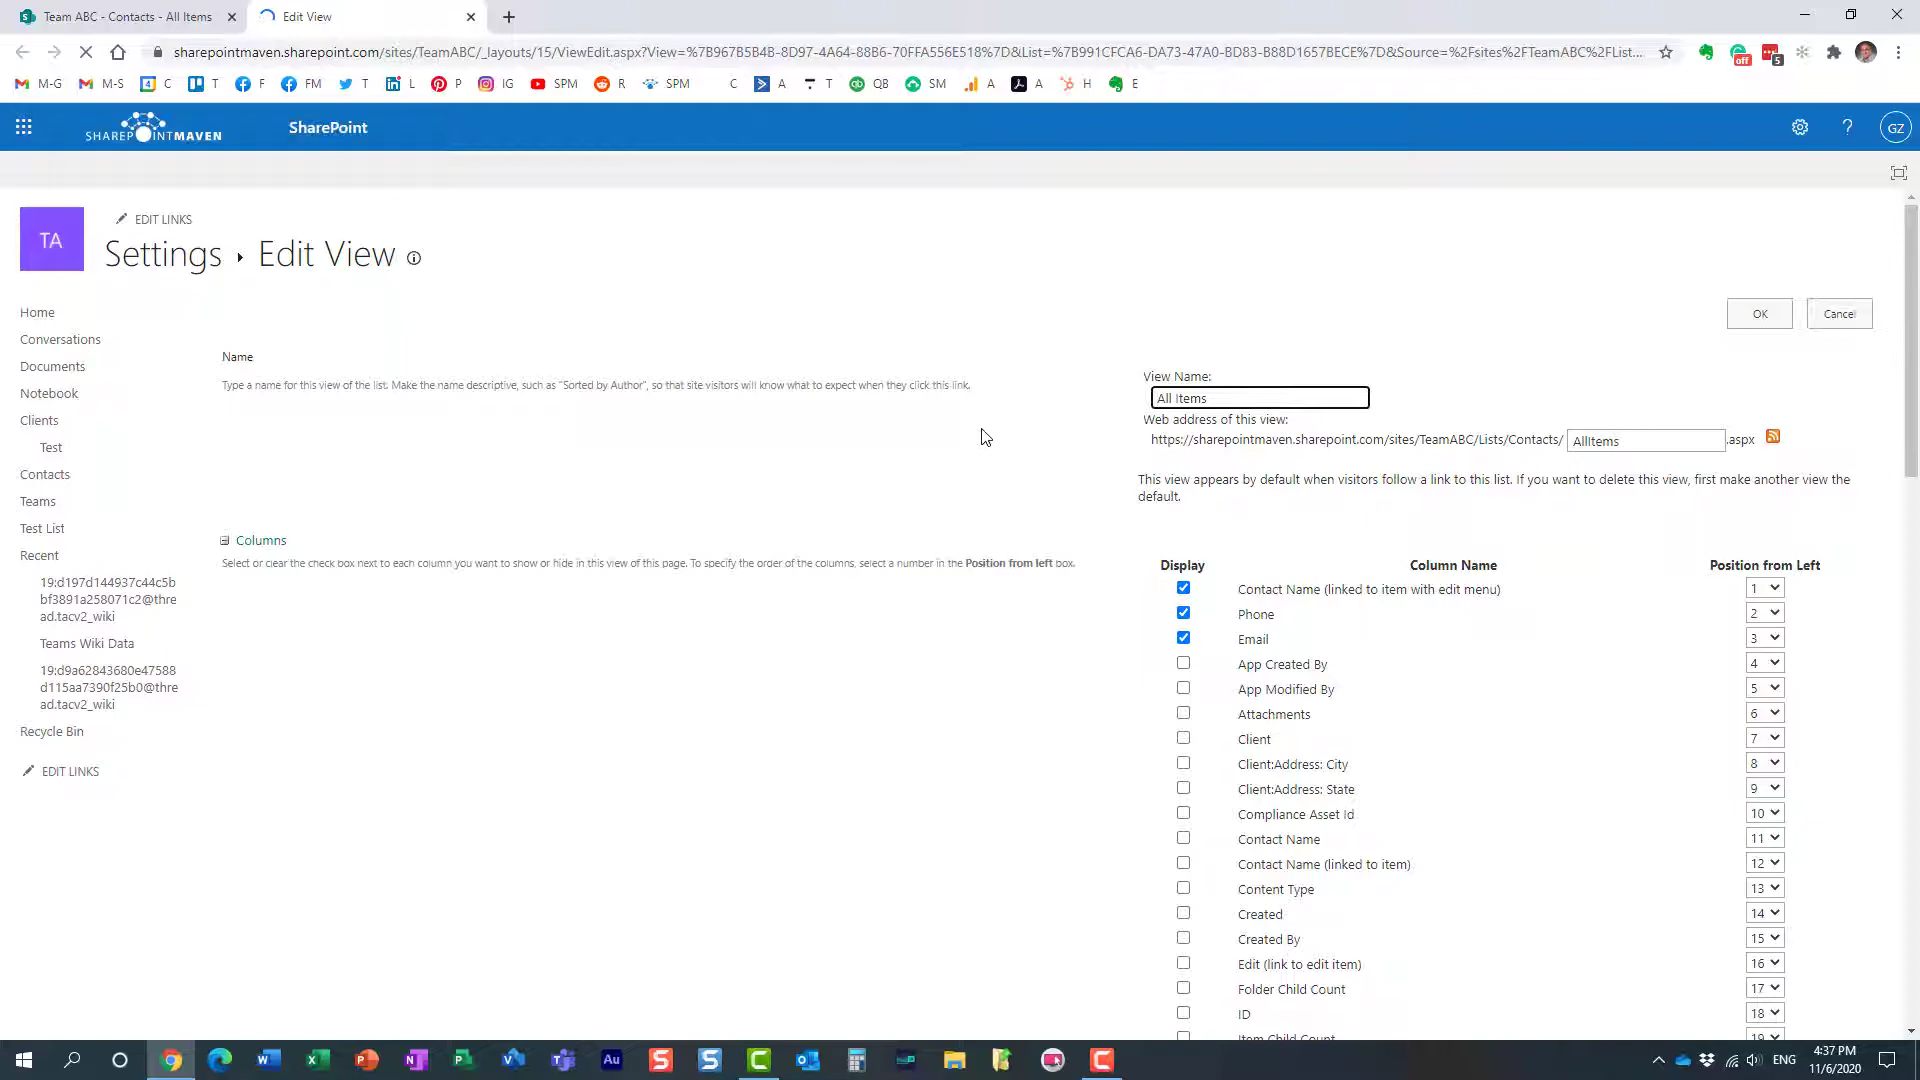 Team ABC - Contacts - All Items
Edit View
sharepointmaven.sharepoint.com/sites/TeamABC/_layouts/15/ViewEdit.aspx?View=%7B967B5B4B-8D97-4A64-88B6-70FFA556E518%7D&List=%7B991CFCA6-DA73-47A0-BD83-B88D1657BECE%7D&Source=%2Fsites%2FTeamABC%2FList...
off
5
M-G
M-S
4
C
T
F
FM
T
L
P
IG
SPM
R
SPM
C
A
T
QB
SM
A
A
H
E
SHAREPOINTMAVEN
SharePoint
?
GZ
TA
EDIT LINKS
Settings ▸ Edit View
OK
Cancel
Home
Conversations
Documents
Notebook
Clients
Test
Contacts
Teams
Test List
Recent
19:d197d144937c44c5b
bf3891a258071c2@thre
ad.tacv2_wiki
Teams Wiki Data
19:d9a62843680e47588
d115aa7390f25b0@thre
ad.tacv2_wiki
Recycle Bin
EDIT LINKS
Name
Type a name for this view of the list. Make the name descriptive, such as "Sorted by Author", so that site visitors will know what to expect when they click this link.
View Name:
All Items
Web address of this view:
https://sharepointmaven.sharepoint.com/sites/TeamABC/Lists/Contacts/ AllItems .aspx
This view appears by default when visitors follow a link to this list. If you want to delete this view, first make another view the
default.
Columns
Select or clear the check box next to each column you want to show or hide in this view of this page. To specify the order of the columns, select a number in the Position from left box.
Display Column Name Position from Left
Contact Name (linked to item with edit menu) 1
Phone 2
Email 3
App Created By 4
App Modified By 5
Attachments 6
Client 7
Client:Address: City 8
Client:Address: State 9
Compliance Asset Id 10
Contact Name 11
Contact Name (linked to item) 12
Content Type 13
Created 14
Created By 15
Edit (link to edit item) 16
Folder Child Count 17
ID 18
Item Child Count 19
Au
ENG
4:37 PM
11/6/2020